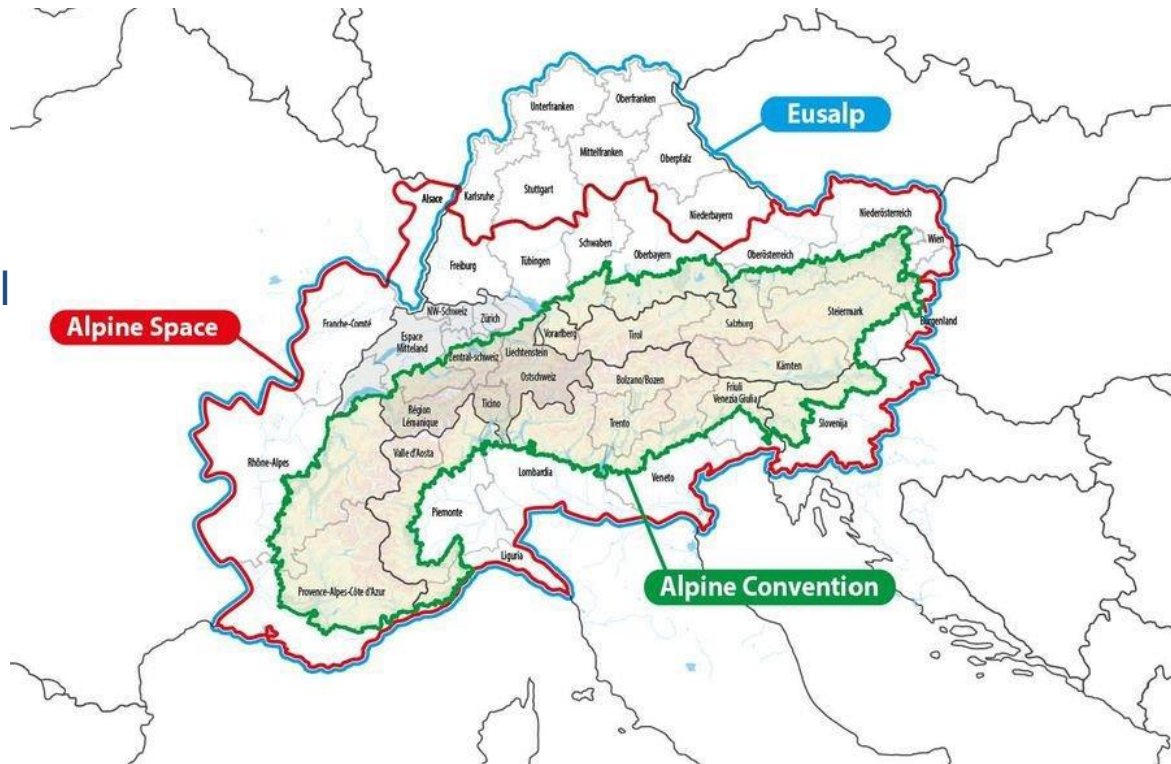 Unterfranken
Oberfranken
Eusalp
Mittelfranken
Oberpfalz
Alsace
Karlsruhe
Stuttgart
Niederbayern
Niederösterreich
Wien
Schwaben
Oberbayern
Oberösterreich
Freiburg
Tübingen
Alpine Space
Franche-Comté
NW-Schweiz
Zürich
Espace
Mitteland
Vorarlberg
Tirol
Salzburg
Steiermark
Burgenland
Zentral-schweiz
Liechtenstein
Ostschweiz
Kärnten
Bolzano/Bozen
Friuli
Venezia Giulia
Région
Lémanique
Ticino
Trento
Slovenija
Valle d'Aosta
Rhône-Alpes
Lombardia
Veneto
Piemonte
Liguria
Alpine Convention
Provence-Alpes-Côte d'Azur